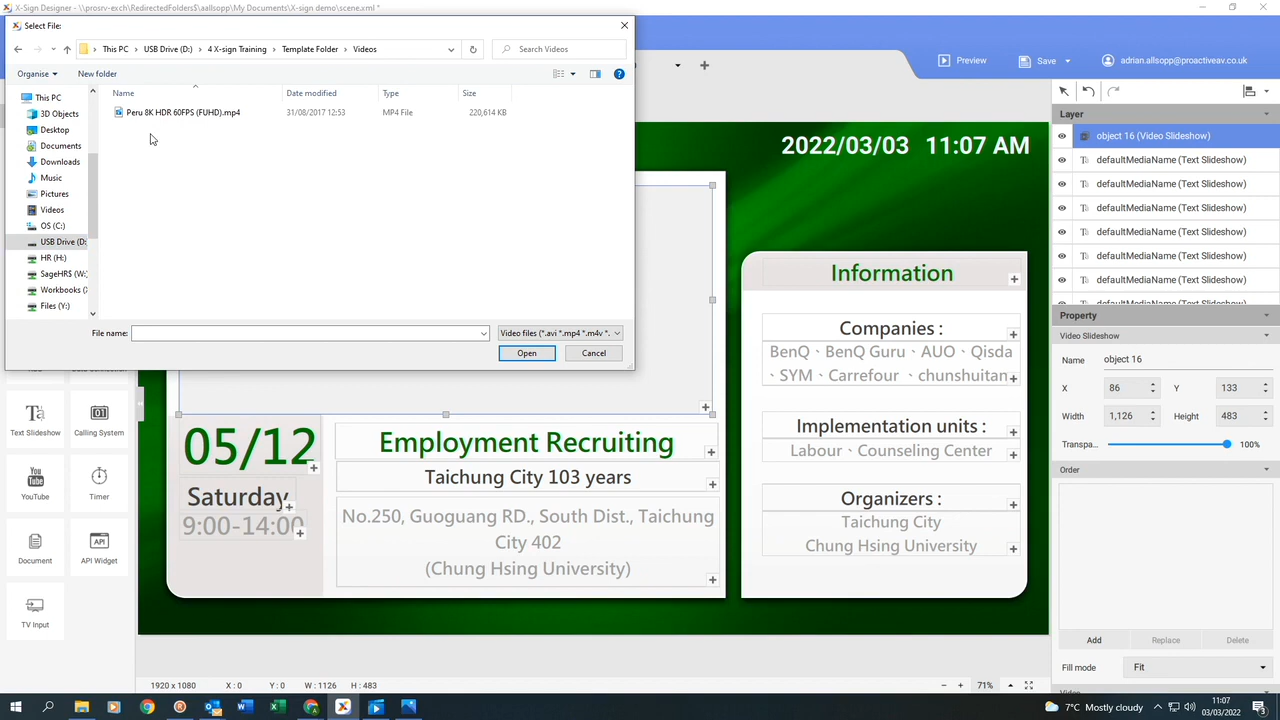 X-Sign Designer - \\prosrv-exch\RedirectedFolders$\aallsopp\My Documents\X-sign demo\scene.xml *
Select File:
This PC > USB Drive (D:) > 4 X-sign Training > Template Folder > Videos
Search Videos
Organise
New folder
Name
Date modified
Type
Size
Peru 8K HDR 60FPS (FUHD).mp4
31/08/2017 12:53
MP4 File
220,614 KB
This PC
3D Objects
Desktop
Documents
Downloads
Music
Pictures
Videos
OS (C:)
USB Drive (D:
HR (H:)
SageHR$ (W:
Workbooks (
Files (Y:)
File name:
Video files (*.avi *.mp4 *.m4v *.
Open
Cancel
Preview
Save
adrian.allsopp@proactiveav.co.uk
Text Slideshow
Calling System
YouTube
Timer
Document
API Widget
TV Input
2022/03/03 11:07 AM
05/12
Saturday
9:00-14:00
Employment Recruiting
Taichung City 103 years
No.250, Guoguang RD., South Dist., Taichung
City 402
(Chung Hsing University)
Information
Companies :
BenQ、BenQ Guru、AUO、Qisda
、SYM、Carrefour 、chunshuitan
Implementation units :
Labour、Counseling Center
Organizers :
Taichung City
Chung Hsing University
Layer
object 16 (Video Slideshow)
defaultMediaName (Text Slideshow)
defaultMediaName (Text Slideshow)
defaultMediaName (Text Slideshow)
defaultMediaName (Text Slideshow)
defaultMediaName (Text Slideshow)
defaultMediaName (Text Slideshow)
Property
Video Slideshow
Name object 16
X 86 Y 133
Width 1,126 Height 483
Transpa... 100%
Order
Add Replace Delete
Fill mode Fit
1920 x 1080 X : 0 Y : 0 W : 1126 H : 483
71%
7°C Mostly cloudy
11:07
03/03/2022